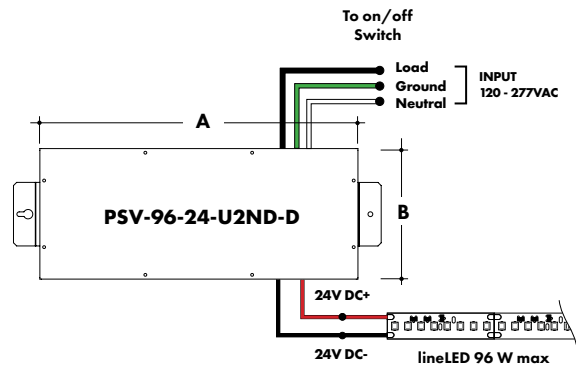 To on/off
Switch
Load
Ground
Neutral
INPUT
120 - 277VAC
A
PSV-96-24-U2ND-D
B
24V DC+
24V DC-
lineLED 96 W max